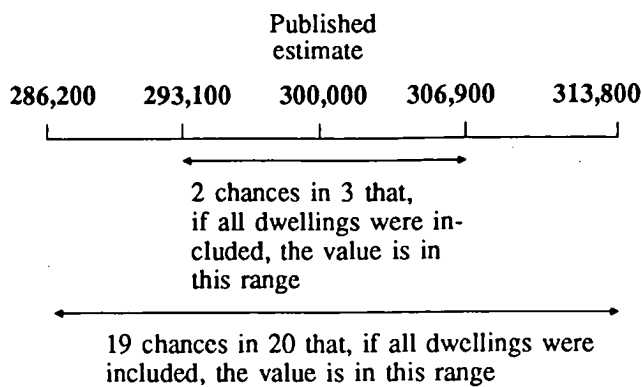 Published
estimate
286,200 293,100 300,000 306,900 313,800
2 chances in 3 that,
if all dwellings were in-
cluded, the value is in
this range
19 chances in 20 that, if all dwellings were
included, the value is in this range